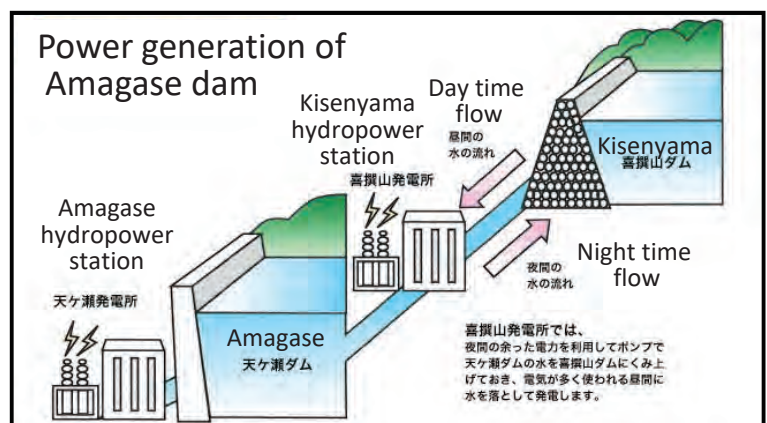 Power generation of
Amagase dam
Kisenyama
hydropower
station
喜撰山発電所
Day time
flow
昼間の
水の流れ
Kisenyama
喜撰山ダム
Amagase
hydropower
station
天ケ瀬発電所
夜間の
水の流れ
Night time
flow
Amagase
天ケ瀬ダム
喜撰山発電所では、
夜間の余った電力を利用してポンプで
天ケ瀬ダムの水を喜撰山ダムにくみ上
げておき、電気が多く使われる昼間に
水を落として発電します。